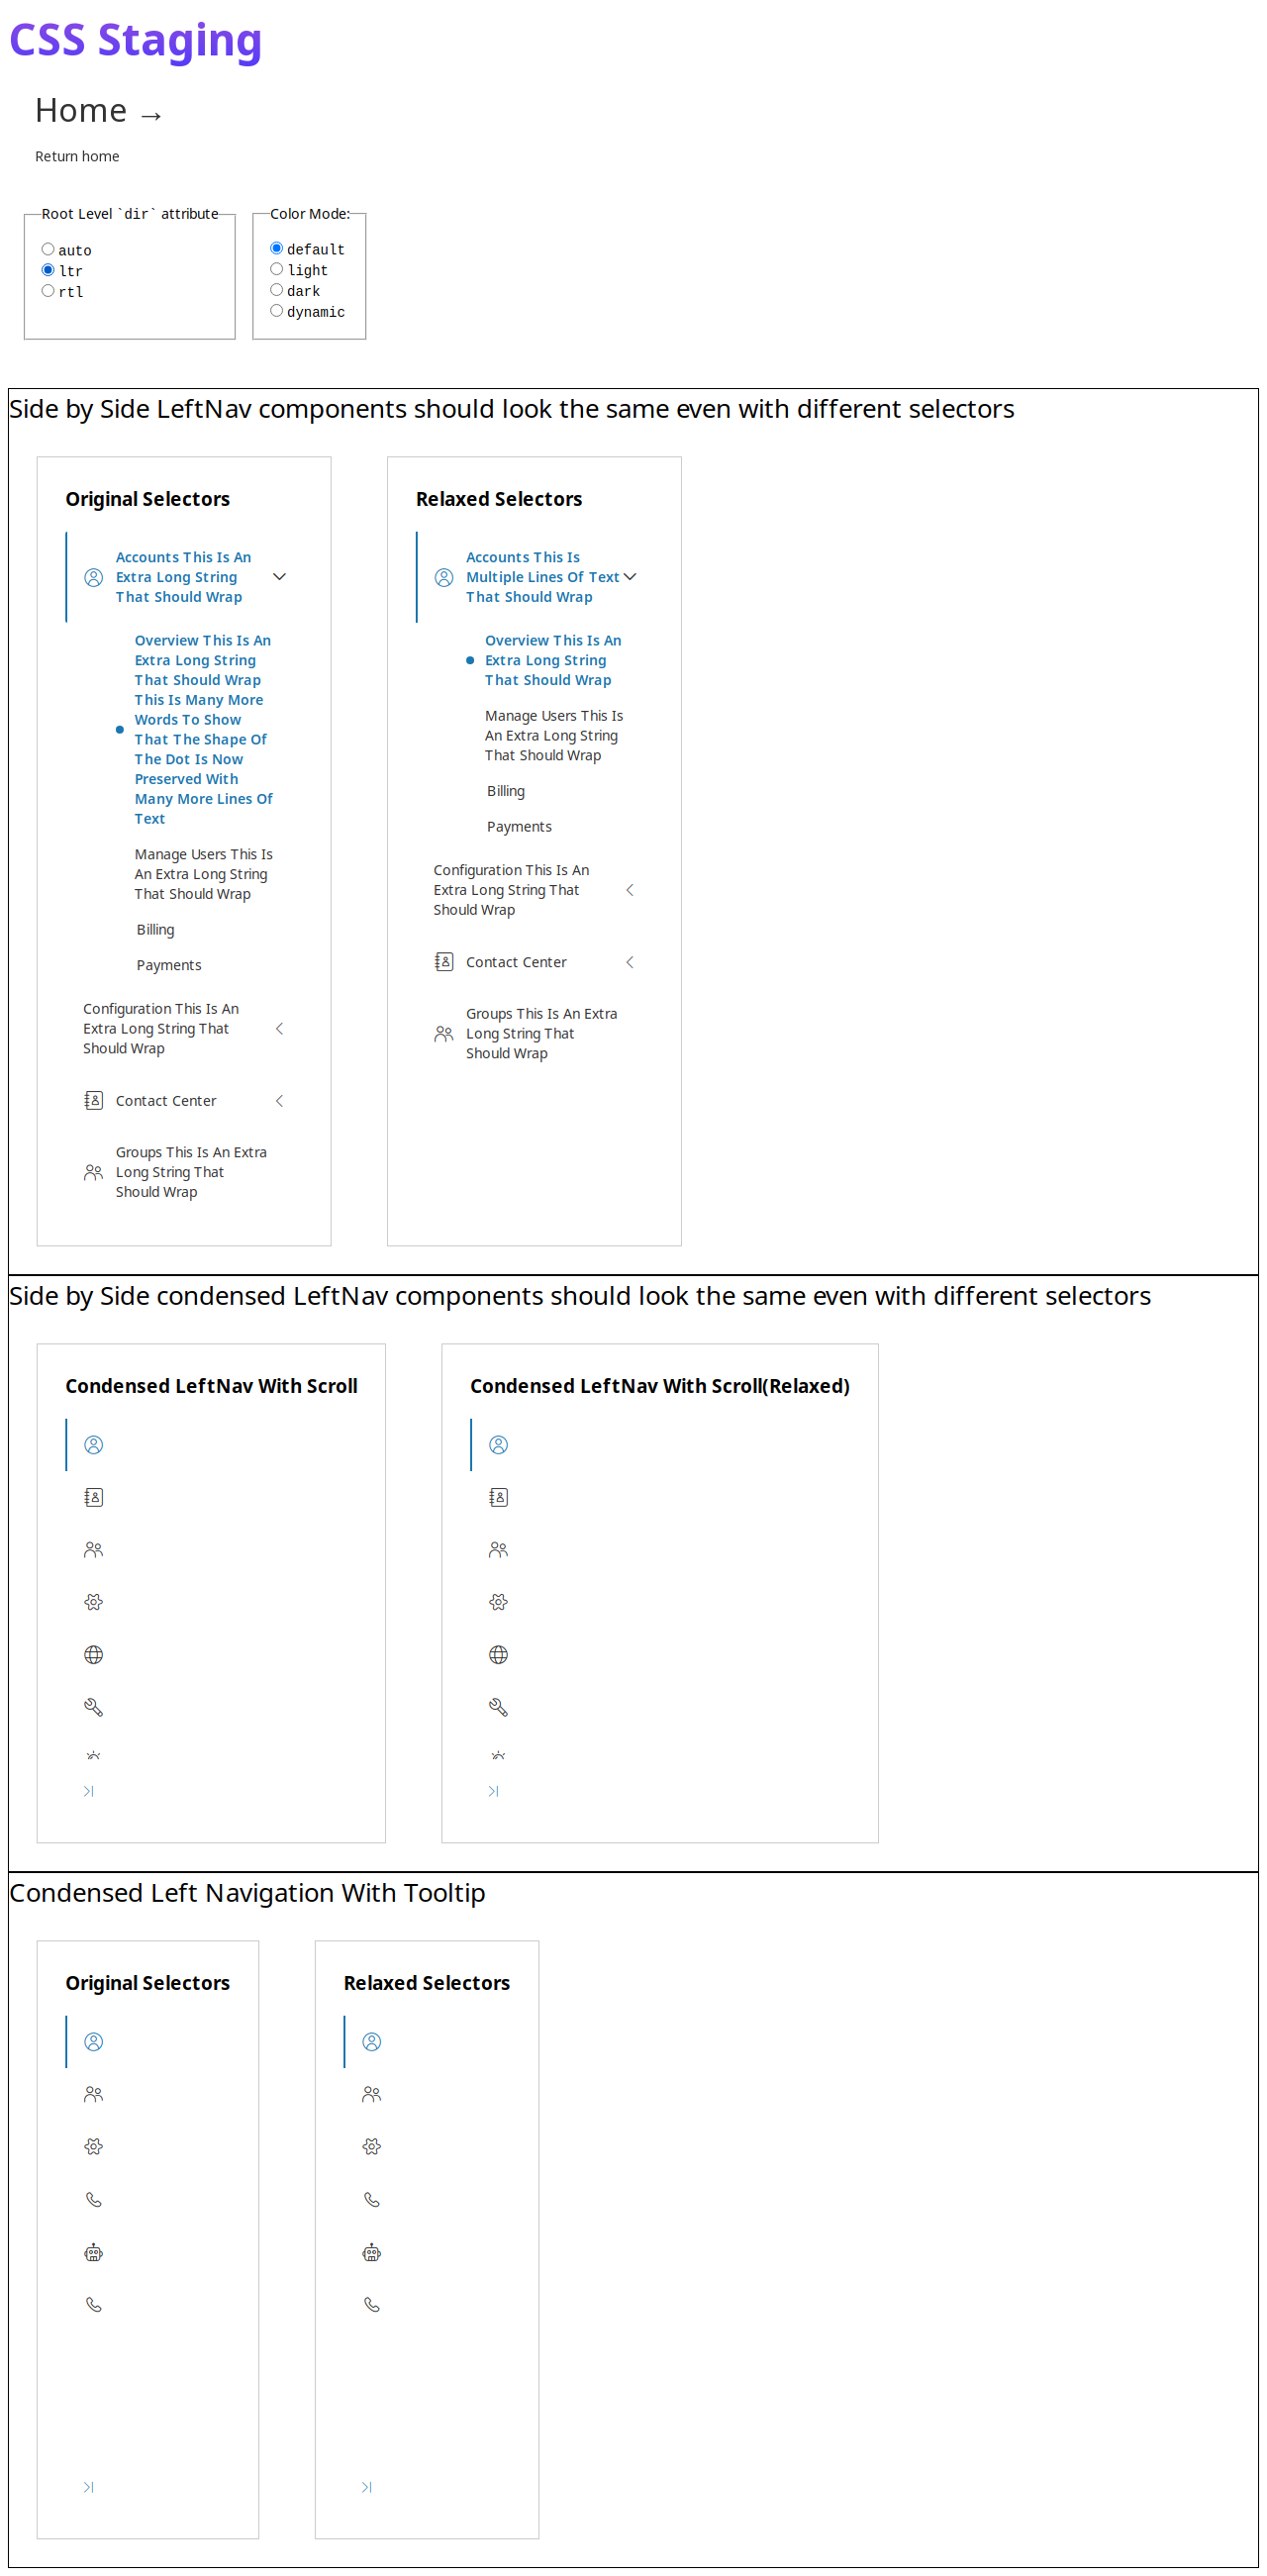 CSS Staging
Home →
Return home
Root Level `dir` attribute
auto
ltr
rtl
Color Mode:
default
light
dark
dynamic
Side by Side LeftNav components should look the same even with different selectors
Original Selectors
Accounts This Is An
Extra Long String
That Should Wrap
Overview This Is An
Extra Long String
That Should Wrap
This Is Many More
Words To Show
That The Shape Of
The Dot Is Now
Preserved With
Many More Lines Of
Text
Manage Users This Is
An Extra Long String
That Should Wrap
Billing
Payments
Configuration This Is An
Extra Long String That
Should Wrap
Contact Center
Groups This Is An Extra
Long String That
Should Wrap
Relaxed Selectors
Accounts This Is
Multiple Lines Of Text
That Should Wrap
Overview This Is An
Extra Long String
That Should Wrap
Manage Users This Is
An Extra Long String
That Should Wrap
Billing
Payments
Configuration This Is An
Extra Long String That
Should Wrap
Contact Center
Groups This Is An Extra
Long String That
Should Wrap
Side by Side condensed LeftNav components should look the same even with different selectors
Condensed LeftNav With Scroll
Condensed LeftNav With Scroll(Relaxed)
Condensed Left Navigation With Tooltip
Original Selectors
Relaxed Selectors